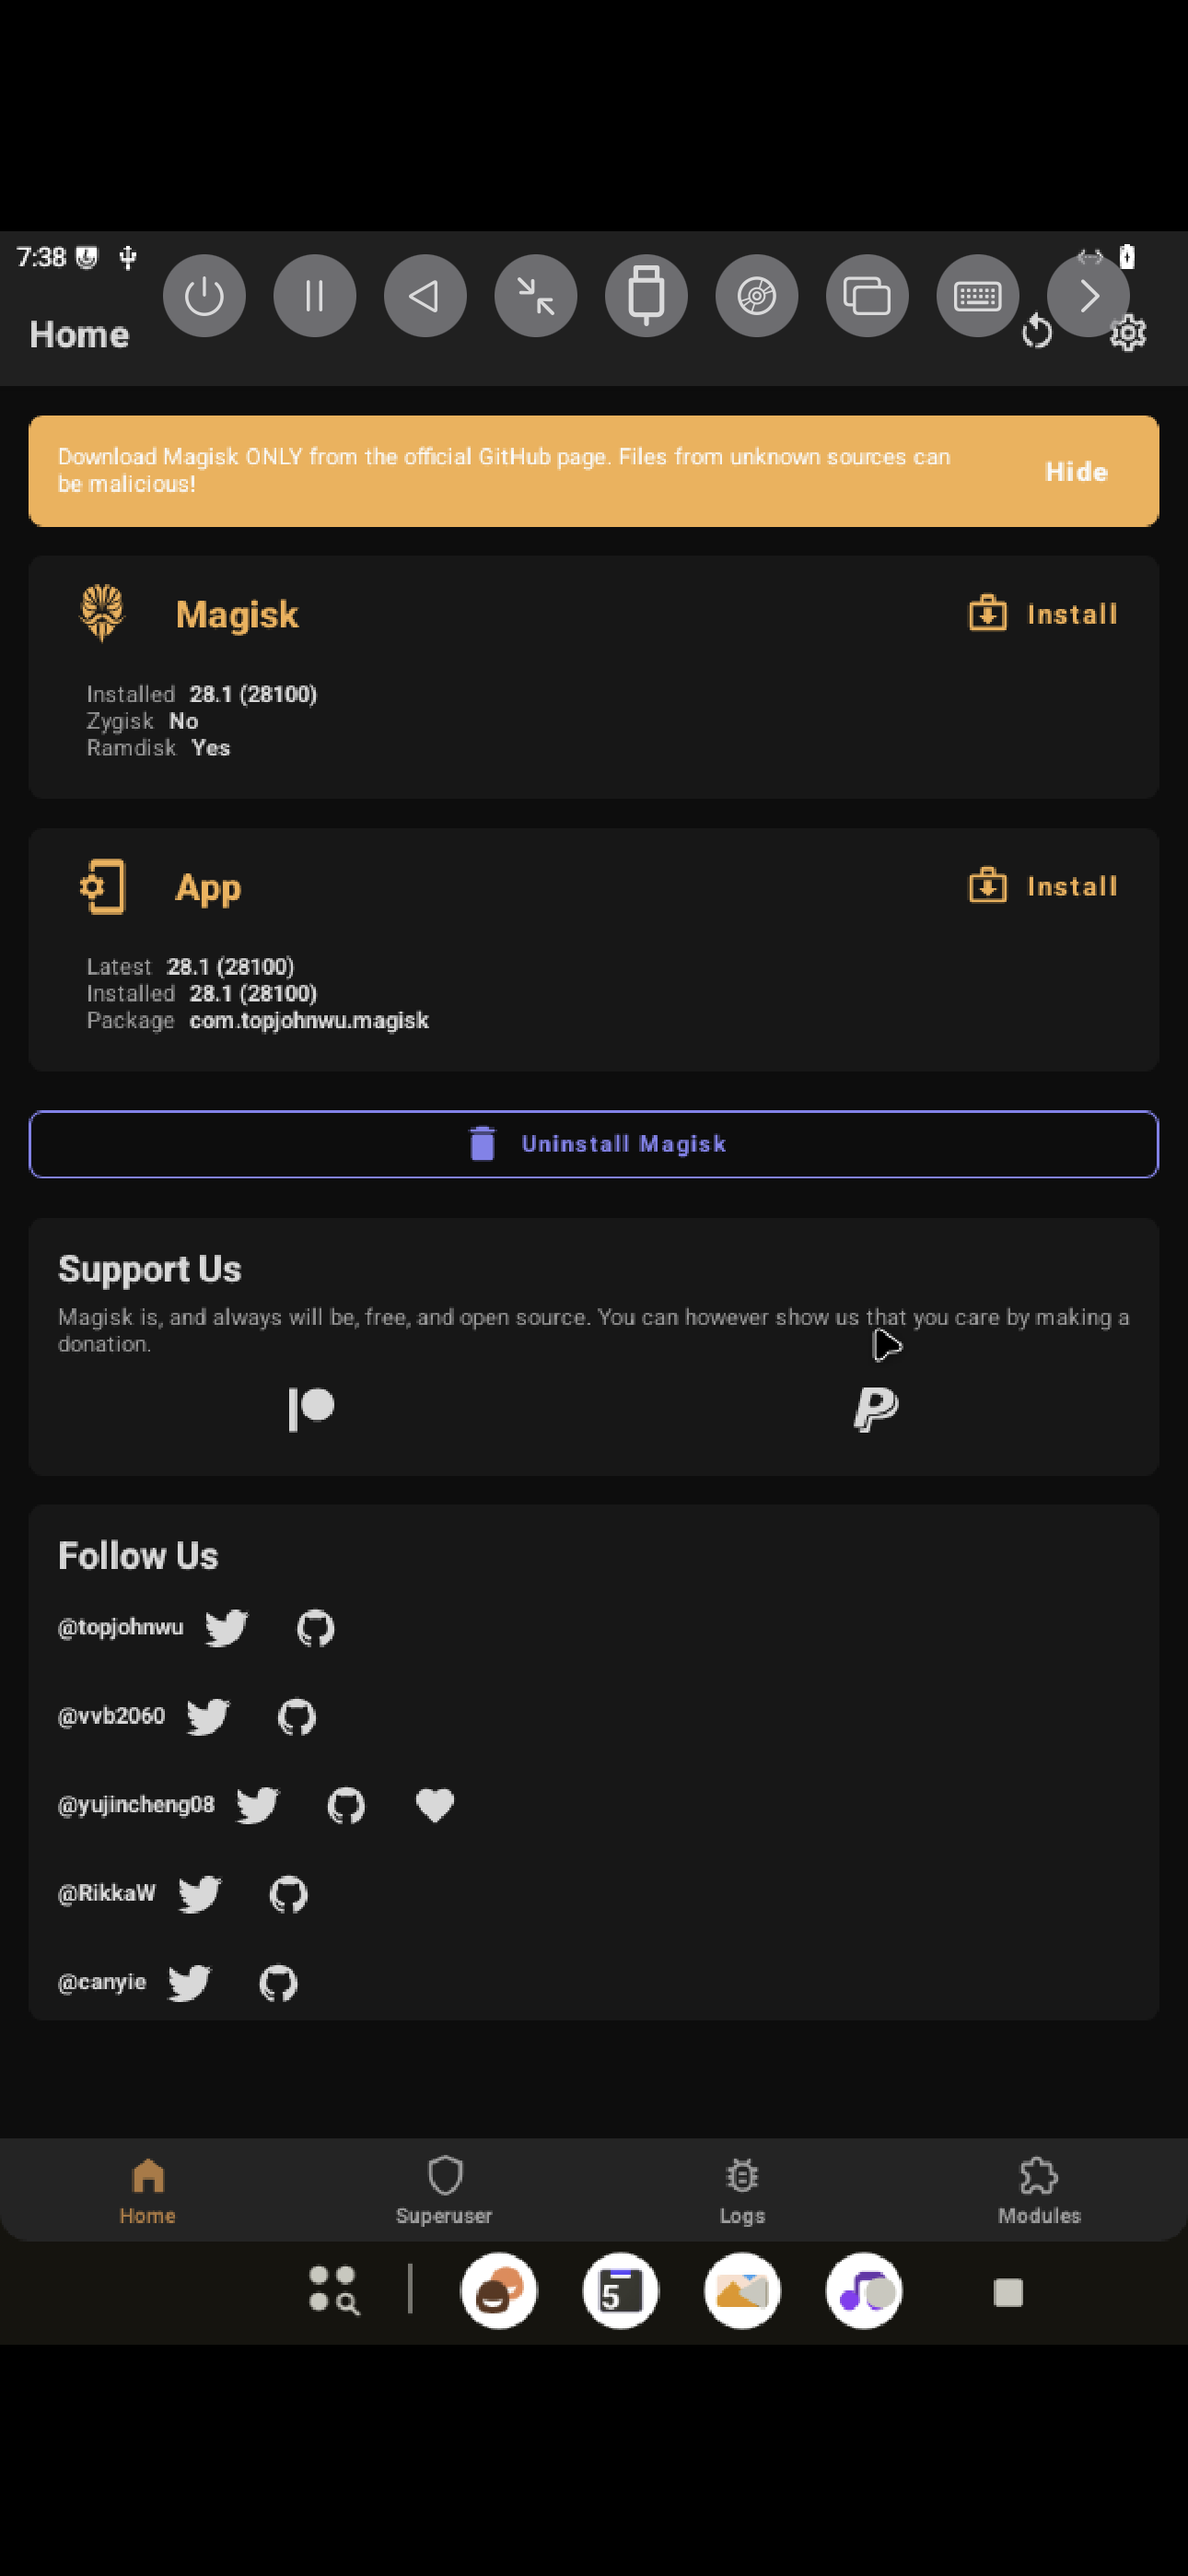 7:38
Home
Download Magisk ONLY from the official GitHub page. Files from unknown sources can
be malicious!
Hide
Magisk
Install
Installed 28.1 (28100)
Zygisk No
Ramdisk Yes
App
Install
Latest 28.1 (28100)
Installed 28.1 (28100)
Package com.topjohnwu.magisk
Uninstall Magisk
Support Us
Magisk is, and always will be, free, and open source. You can however show us that you care by making a
donation.
Follow Us
@topjohnwu
@vvb2060
@yujincheng08
@RikkaW
@canyie
Home
Superuser
Logs
Modules
5